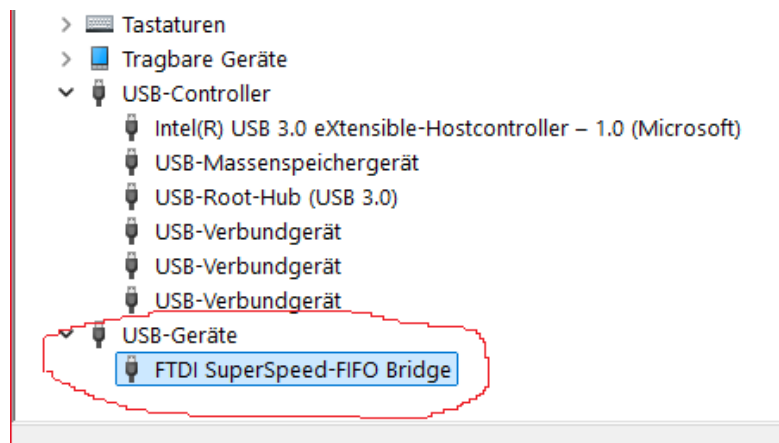 Tastaturen
Tragbare Geräte
USB-Controller
Intel(R) USB 3.0 eXtensible-Hostcontroller – 1.0 (Microsoft)
USB-Massenspeichergerät
USB-Root-Hub (USB 3.0)
USB-Verbundgerät
USB-Verbundgerät
USB-Verbundgerät
USB-Geräte
FTDI SuperSpeed-FIFO Bridge